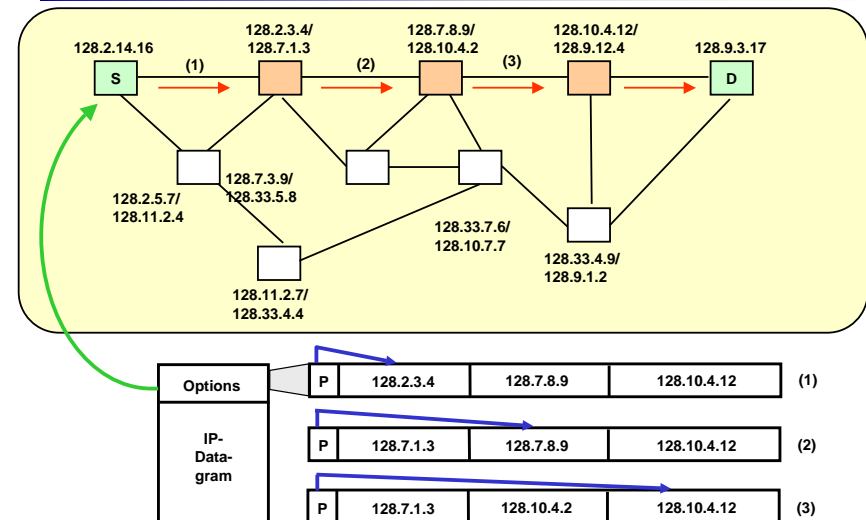 128.2.14.16
128.2.3.4/
128.7.1.3
128.7.8.9/
128.10.4.2
128.10.4.12/
128.9.12.4
128.9.3.17
S
(1)
(2)
(3)
D
128.2.5.7/
128.11.2.4
128.7.3.9/
128.33.5.8
128.33.7.6/
128.10.7.7
128.33.4.9/
128.9.1.2
128.11.2.7/
128.33.4.4
Options
IP-
Data-
gram
P 128.2.3.4 128.7.8.9 128.10.4.12 (1)
P 128.7.1.3 128.7.8.9 128.10.4.12 (2)
P 128.7.1.3 128.10.4.2 128.10.4.12 (3)